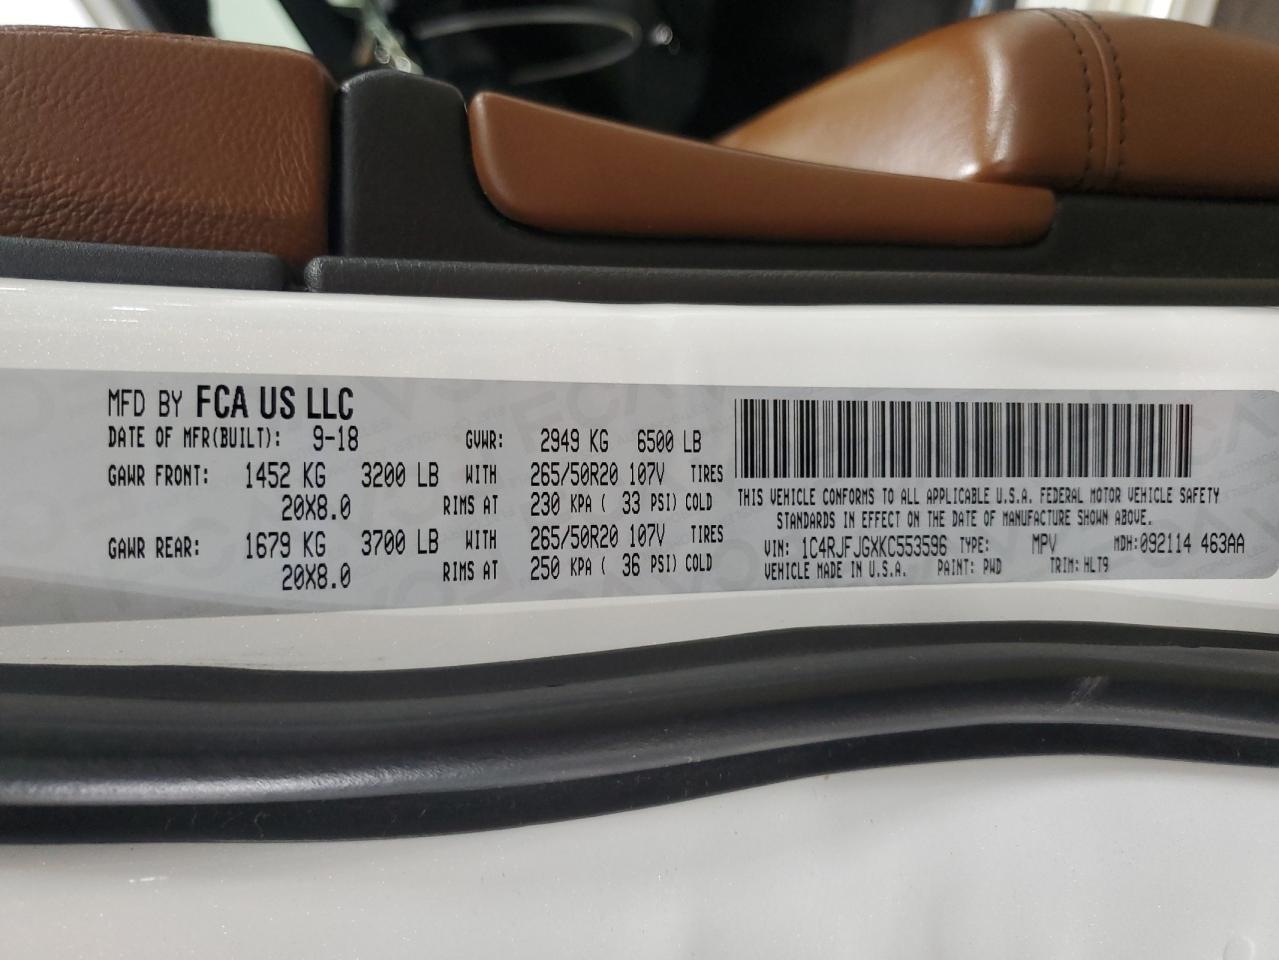 MFD BY FCA US LLC
DATE OF MFR(BUILT): 9-18 GVWR: 2949 KG 6500 LB
GAWR FRONT: 1452 KG 3200 LB WITH 265/50R20 107V TIRES
20X8.0 RIMS AT 230 KPA ( 33 PSI) COLD
GAWR REAR: 1679 KG 3700 LB WITH 265/50R20 107V TIRES
20X8.0 RIMS AT 250 KPA ( 36 PSI) COLD
THIS VEHICLE CONFORMS TO ALL APPLICABLE U.S.A. FEDERAL MOTOR VEHICLE SAFETY
STANDARDS IN EFFECT ON THE DATE OF MANUFACTURE SHOWN ABOVE.
VIN: 1C4RJFJGXKC553596 TYPE: MPV MDH:092114 463AA
VEHICLE MADE IN U.S.A. PAINT: PWD TRIM: HLT9